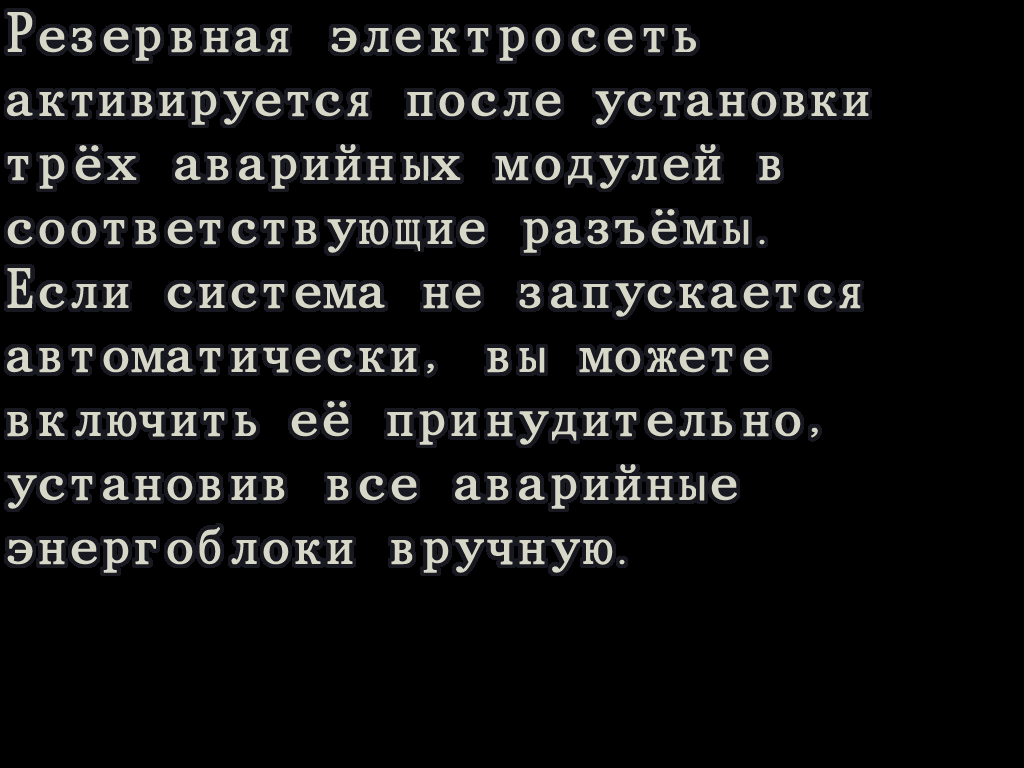 Резервная электросеть
активируется после установки
трёх аварийных модулей в
соответствующие разъёмы.
Если система не запускается
автоматически, вы можете
включить её принудительно,
установив все аварийные
энергоблоки вручную.